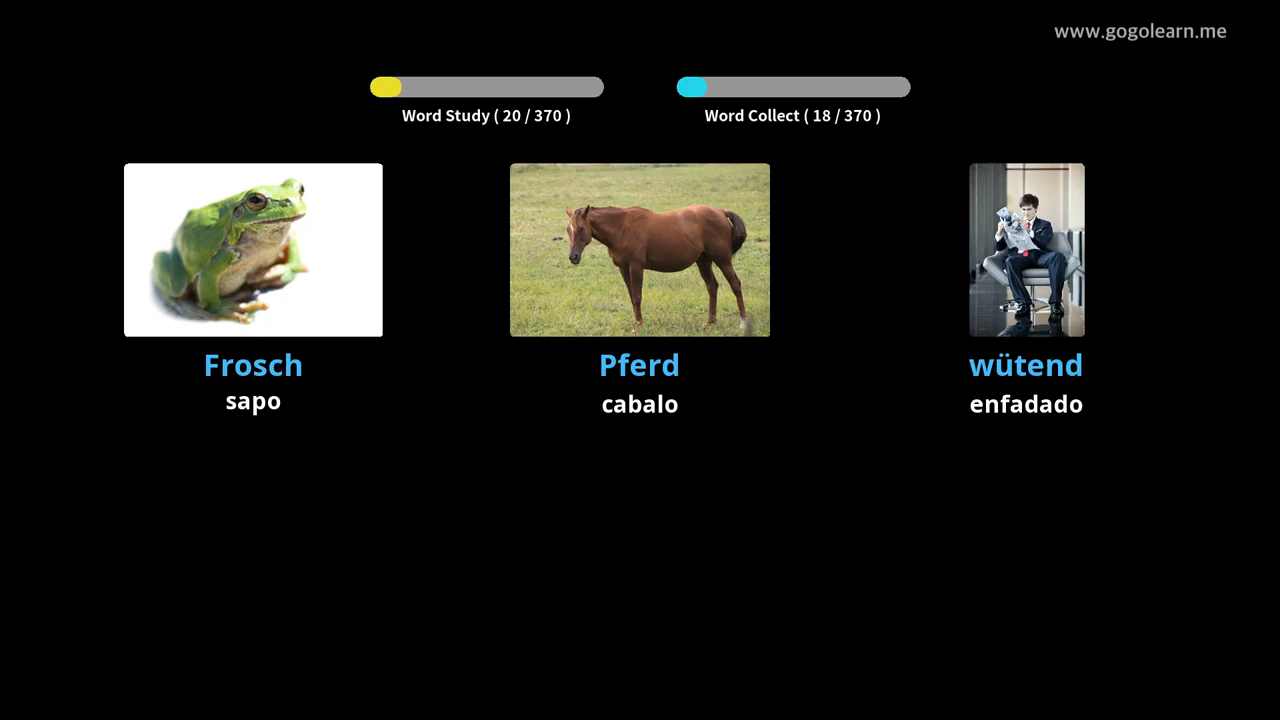 www.gogolearn.me
Word Study ( 20 / 370 )
Word Collect ( 18 / 370 )
Frosch
sapo
Pferd
cabalo
wütend
enfadado